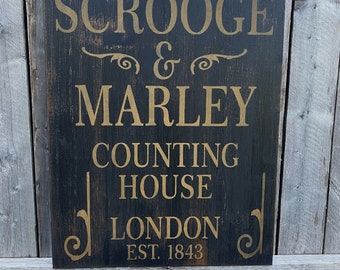 SCROOGE
&
MARLEY
COUNTING
HOUSE
LONDON
EST. 1843